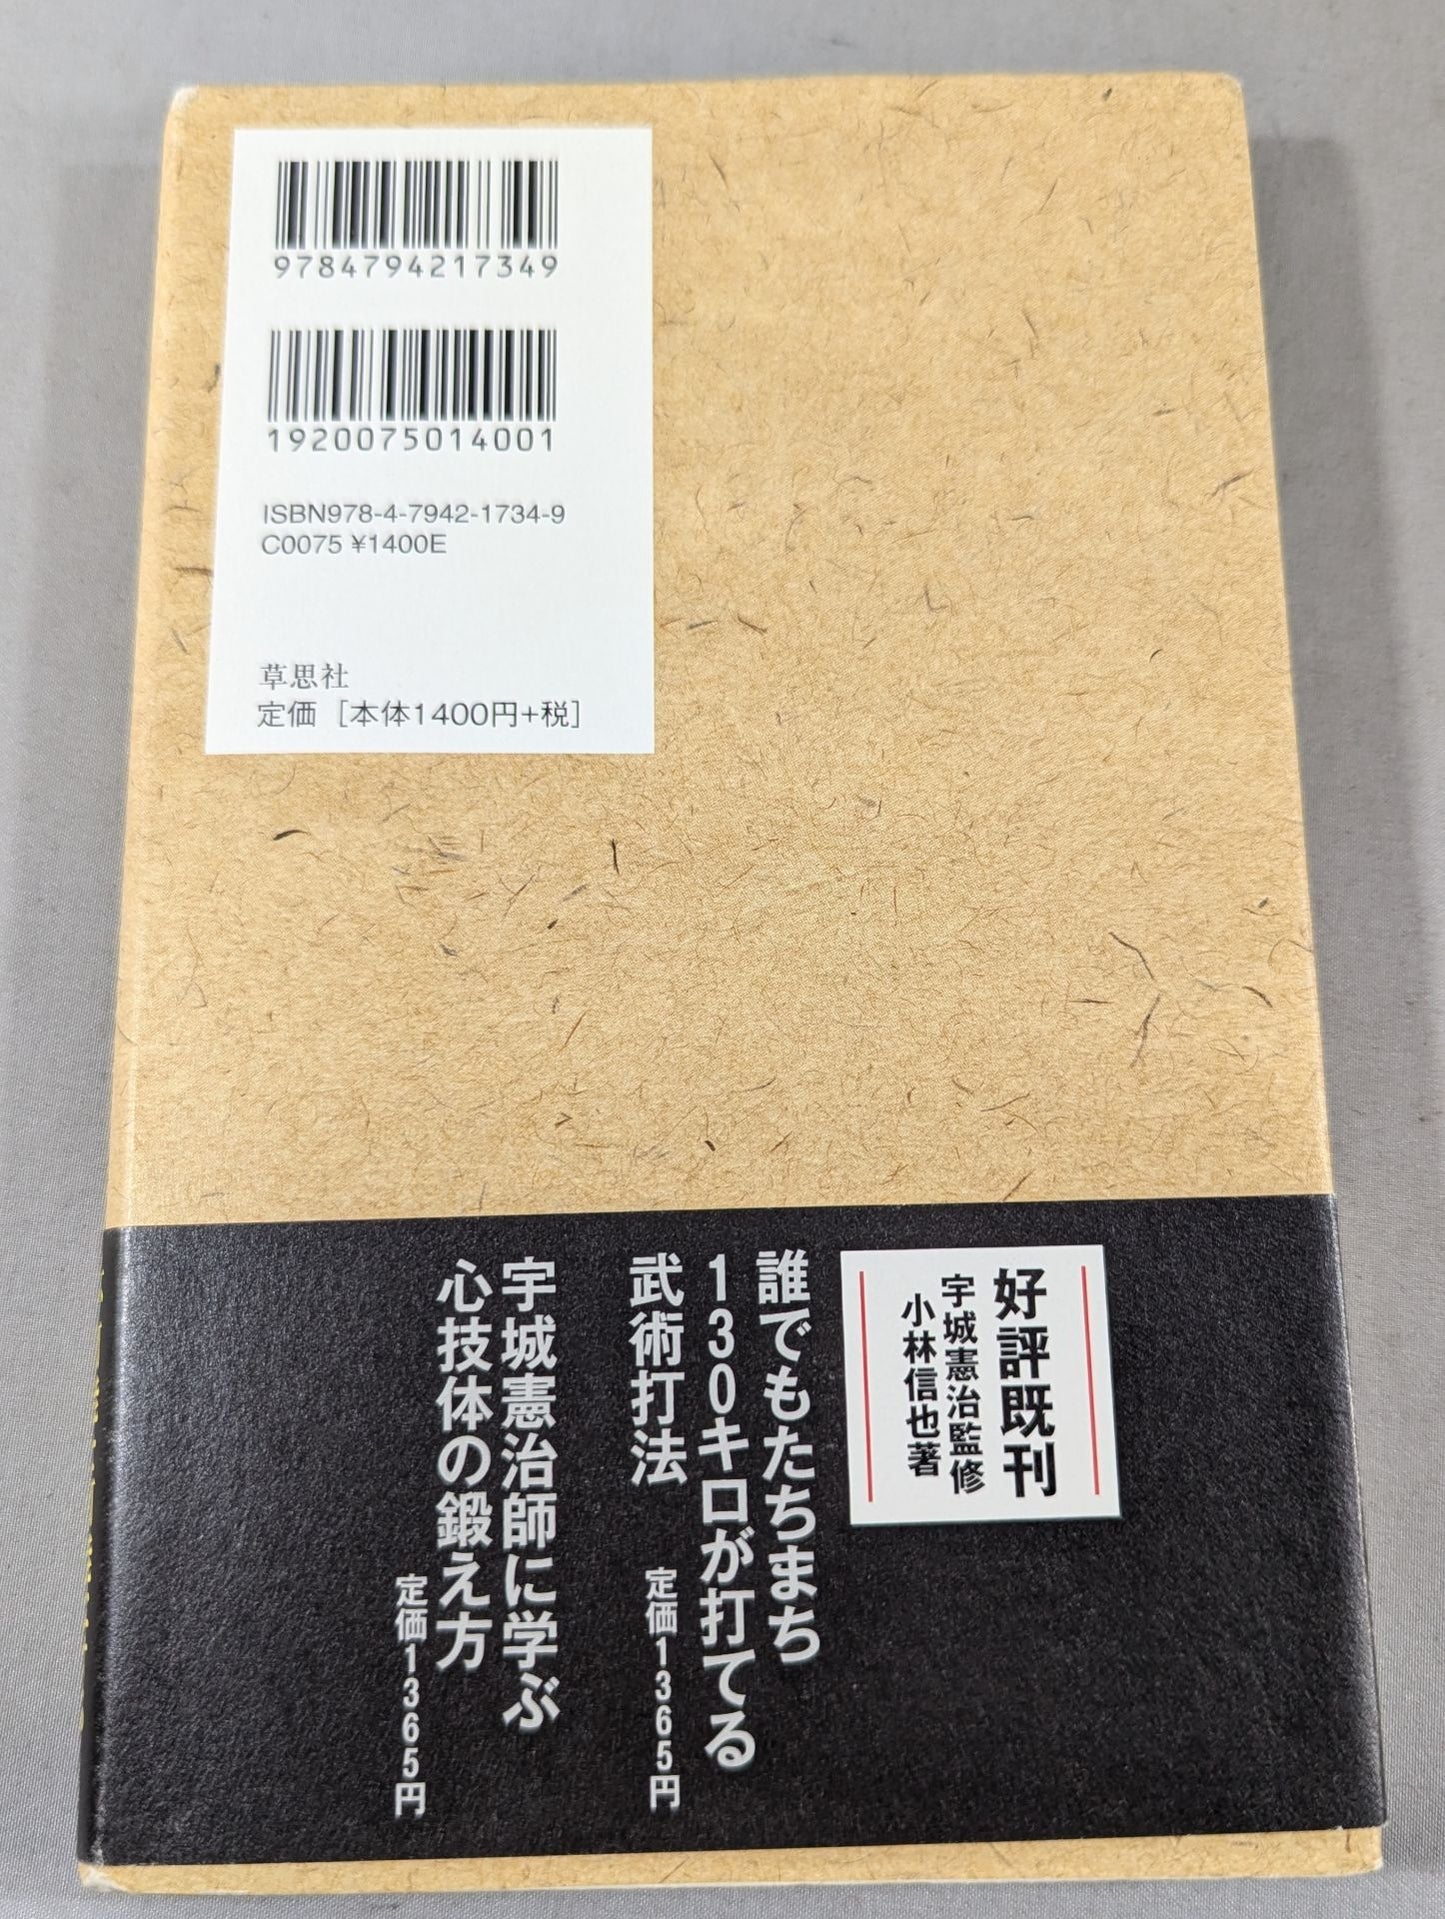 9784794217349
1920075014001
ISBN978-4-7942-1734-9
C0075 ¥1400E
草思社
定価［本体1400円+税］
好評既刊
宇城憲治監修
小林信也著
誰でもたちまち
130キロが打てる
武術打法
定価1365円
宇城憲治師に学ぶ
心技体の鍛え方
定価1365円